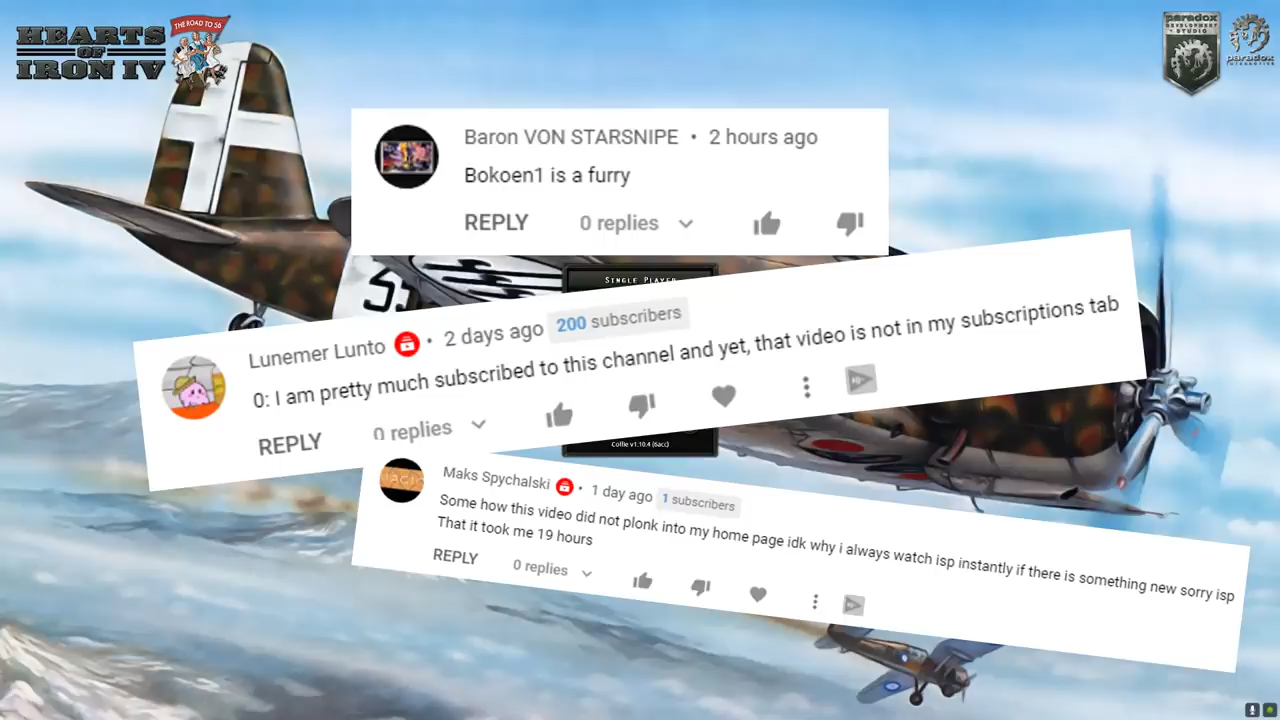 HEARTS
OF
IRON IV
THE ROAD TO 56
paradox
DEVELOPMENT
STUDIO
paradox
INTERACTIVE
Baron VON STARSNIPE • 2 hours ago
Bokoen1 is a furry
REPLY 0 replies
SINGLE PLAYER
Lunemer Lunto • 2 days ago 200 subscribers
0: I am pretty much subscribed to this channel and yet, that video is not in my subscriptions tab
REPLY 0 replies
Collie v1.10.4 (6acc)
MAGIC
Maks Spychalski • 1 day ago 1 subscribers
Some how this video did not plonk into my home page idk why i always watch isp instantly if there is something new sorry isp
That it took me 19 hours
REPLY 0 replies